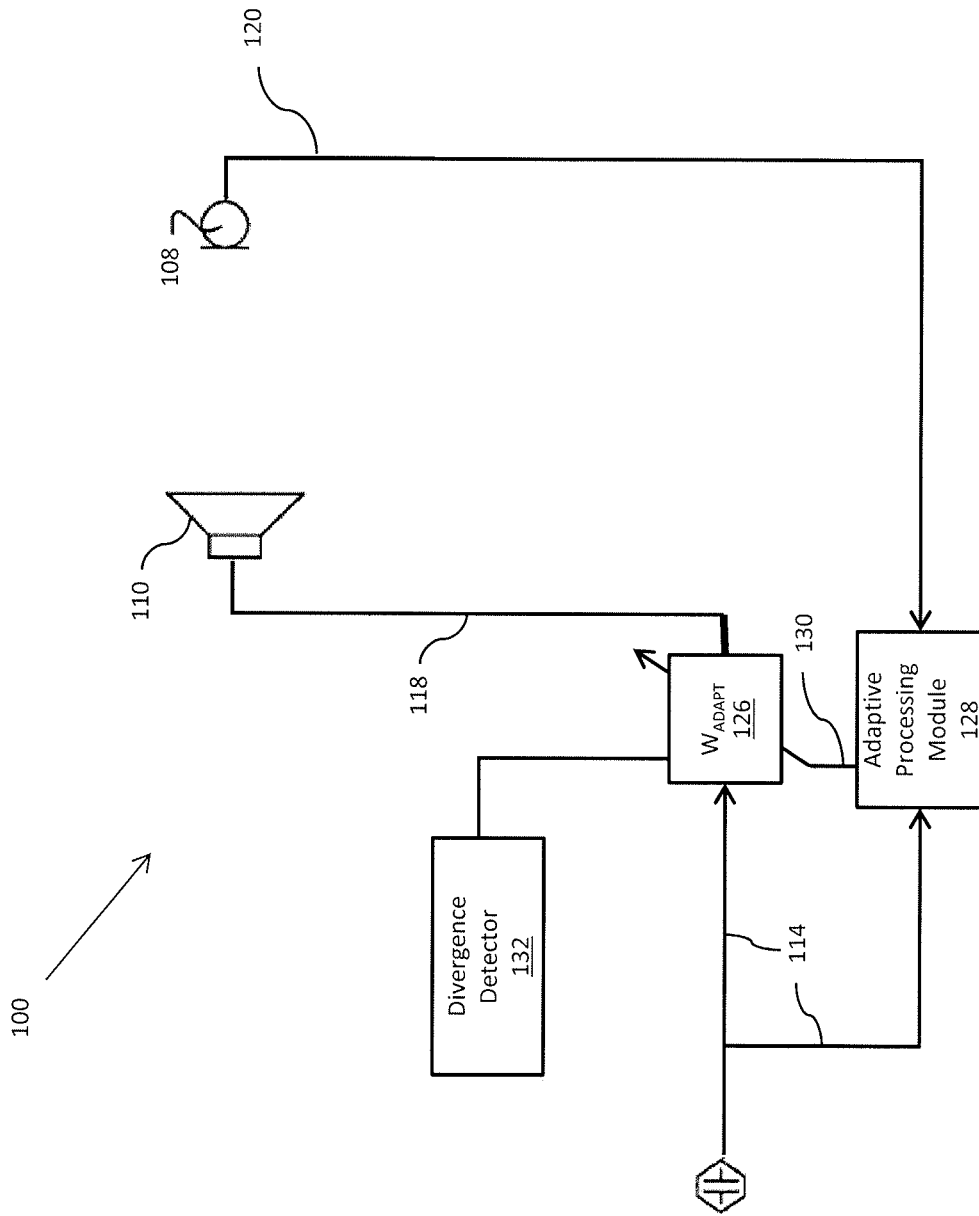 100
120
108
110
118
Divergence
Detector
132
W_ADAPT
126
114
130
Adaptive
Processing
Module
128